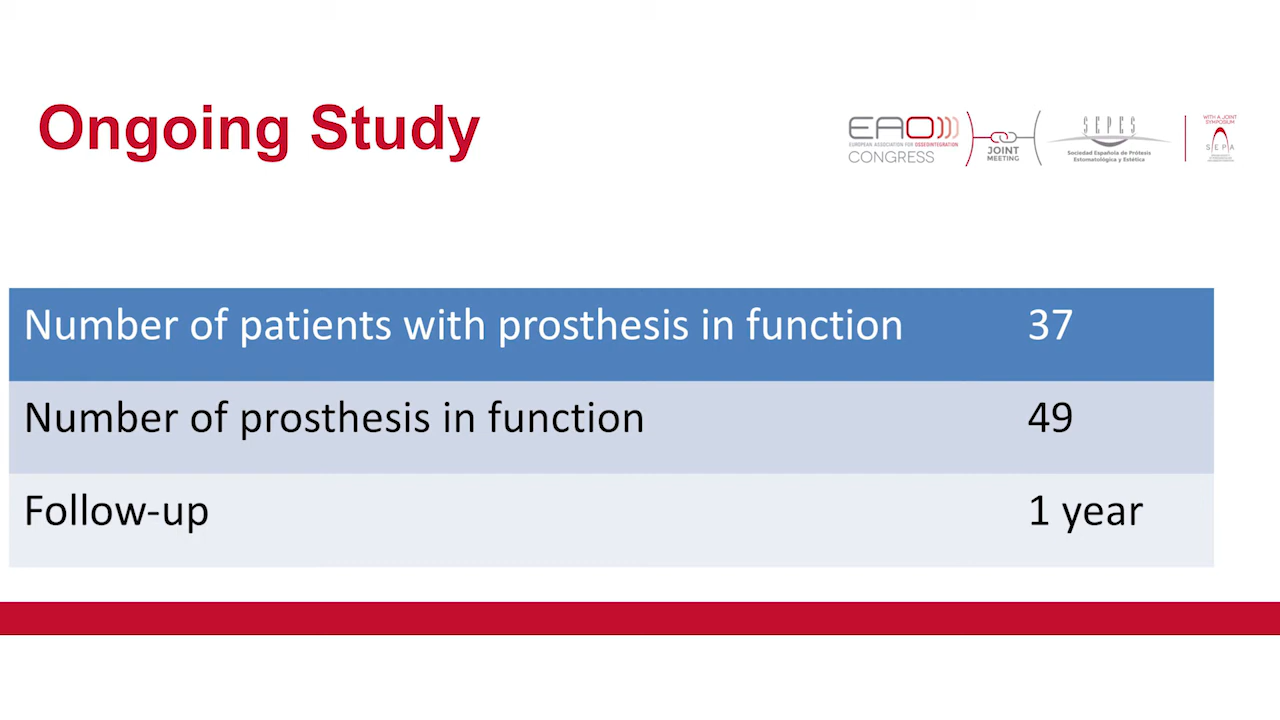 Ongoing Study
EAO)))
EUROPEAN ASSOCIATION FOR OSSEOINTEGRATION
CONGRESS
JOINT
MEETING
SEPES
Sociedad Española de Prótesis
Estomatológica y Estética
WITH A JOINT
SYMPOSIUM
SEPA
Number of patients with prosthesis in function 37
Number of prosthesis in function 49
Follow-up 1 year